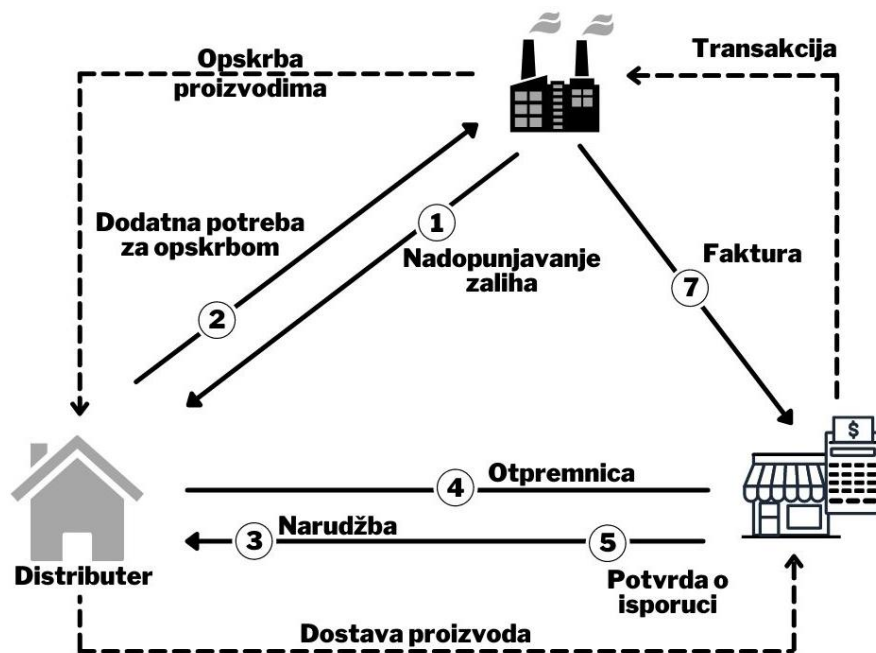 Opskrba
proizvodima
Transakcija
Dodatna potreba
za opskrbom
1
Nadopunjavanje
zaliha
Faktura
7
2
$
4
Otpremnica
3
Narudžba
5
Distributer
Potvrda o
isporuci
Dostava proizvoda